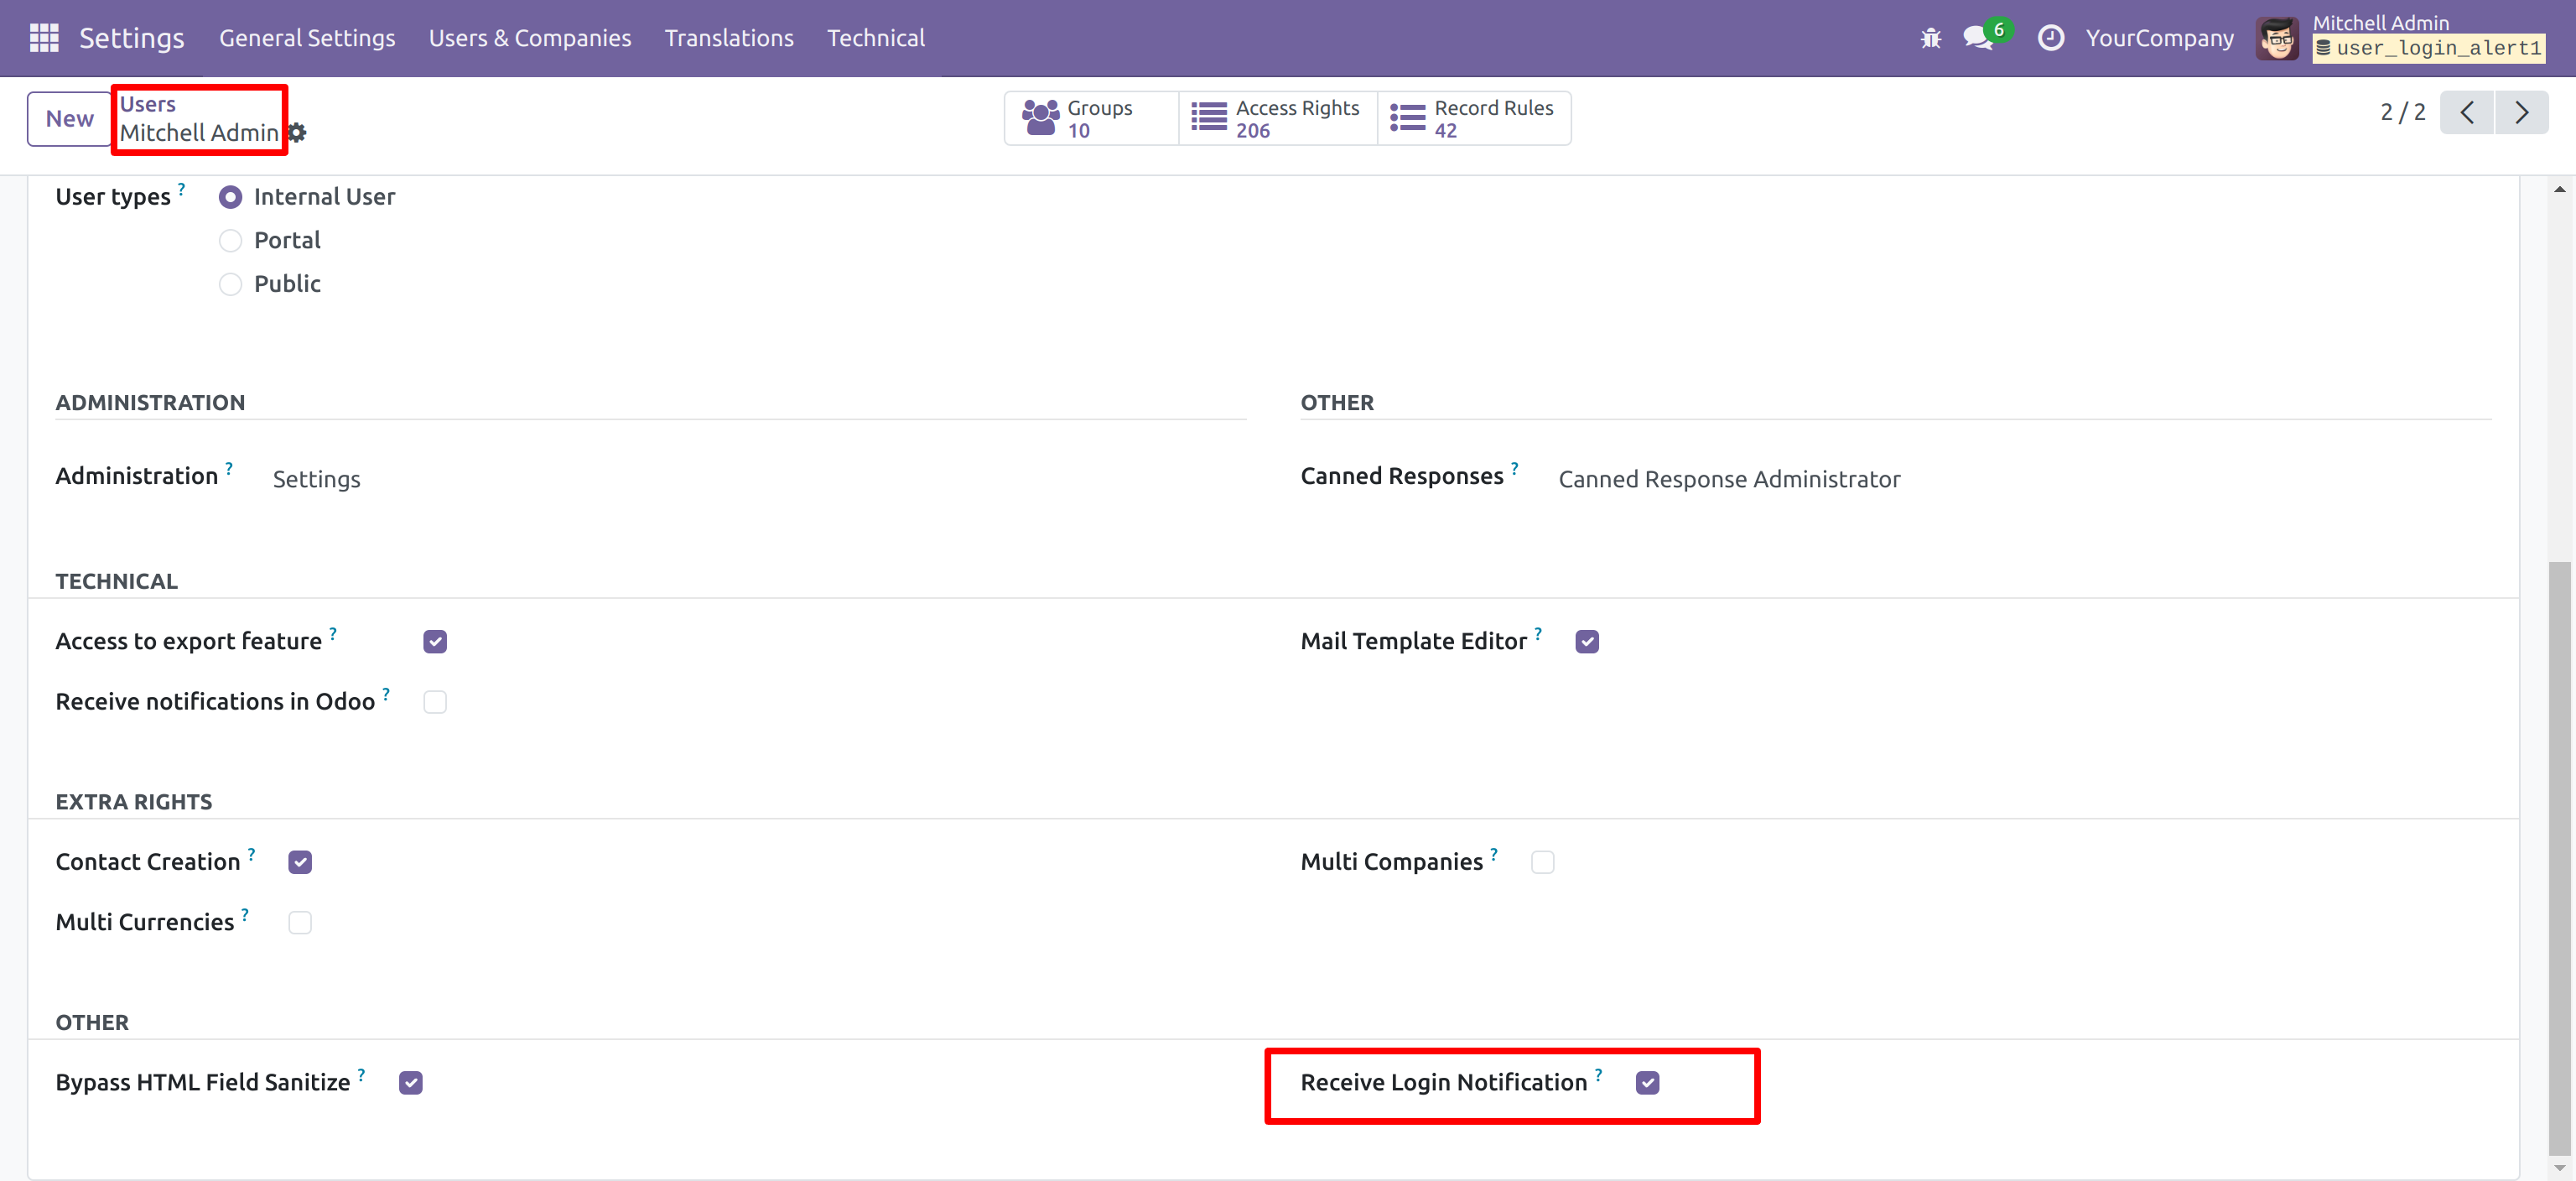 Settings General Settings Users & Companies Translations Technical 6 YourCompany Mitchell Admin
user_login_alert1
New Users Groups Access Rights Record Rules 2 / 2
Mitchell Admin 10 206 42
User types ? Internal User
Portal
Public
ADMINISTRATION OTHER
Administration ? Settings Canned Responses ? Canned Response Administrator
TECHNICAL
Access to export feature ? Mail Template Editor ?
Receive notifications in Odoo ?
EXTRA RIGHTS
Contact Creation ? Multi Companies ?
Multi Currencies ?
OTHER
Bypass HTML Field Sanitize ? Receive Login Notification ?